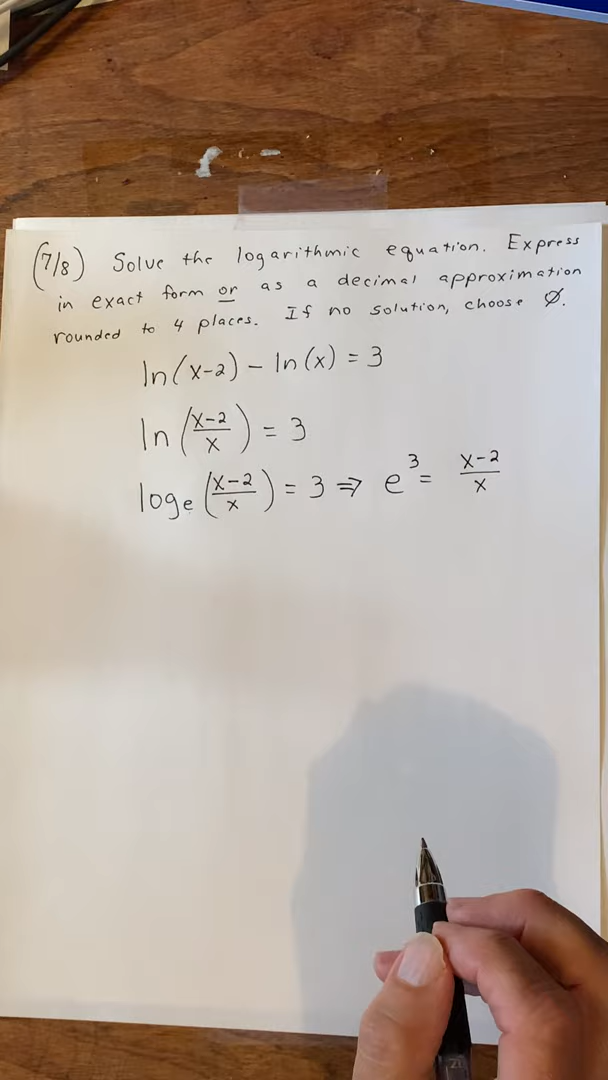 (7/8) Solve the logarithmic equation. Express
in exact form or as a decimal approximation
rounded to 4 places. If no solution, choose ∅.
ln(x-2) - ln(x) = 3
ln((x-2)/x) = 3
logₑ((x-2)/x) = 3 ⇒ e³ = (x-2)/x